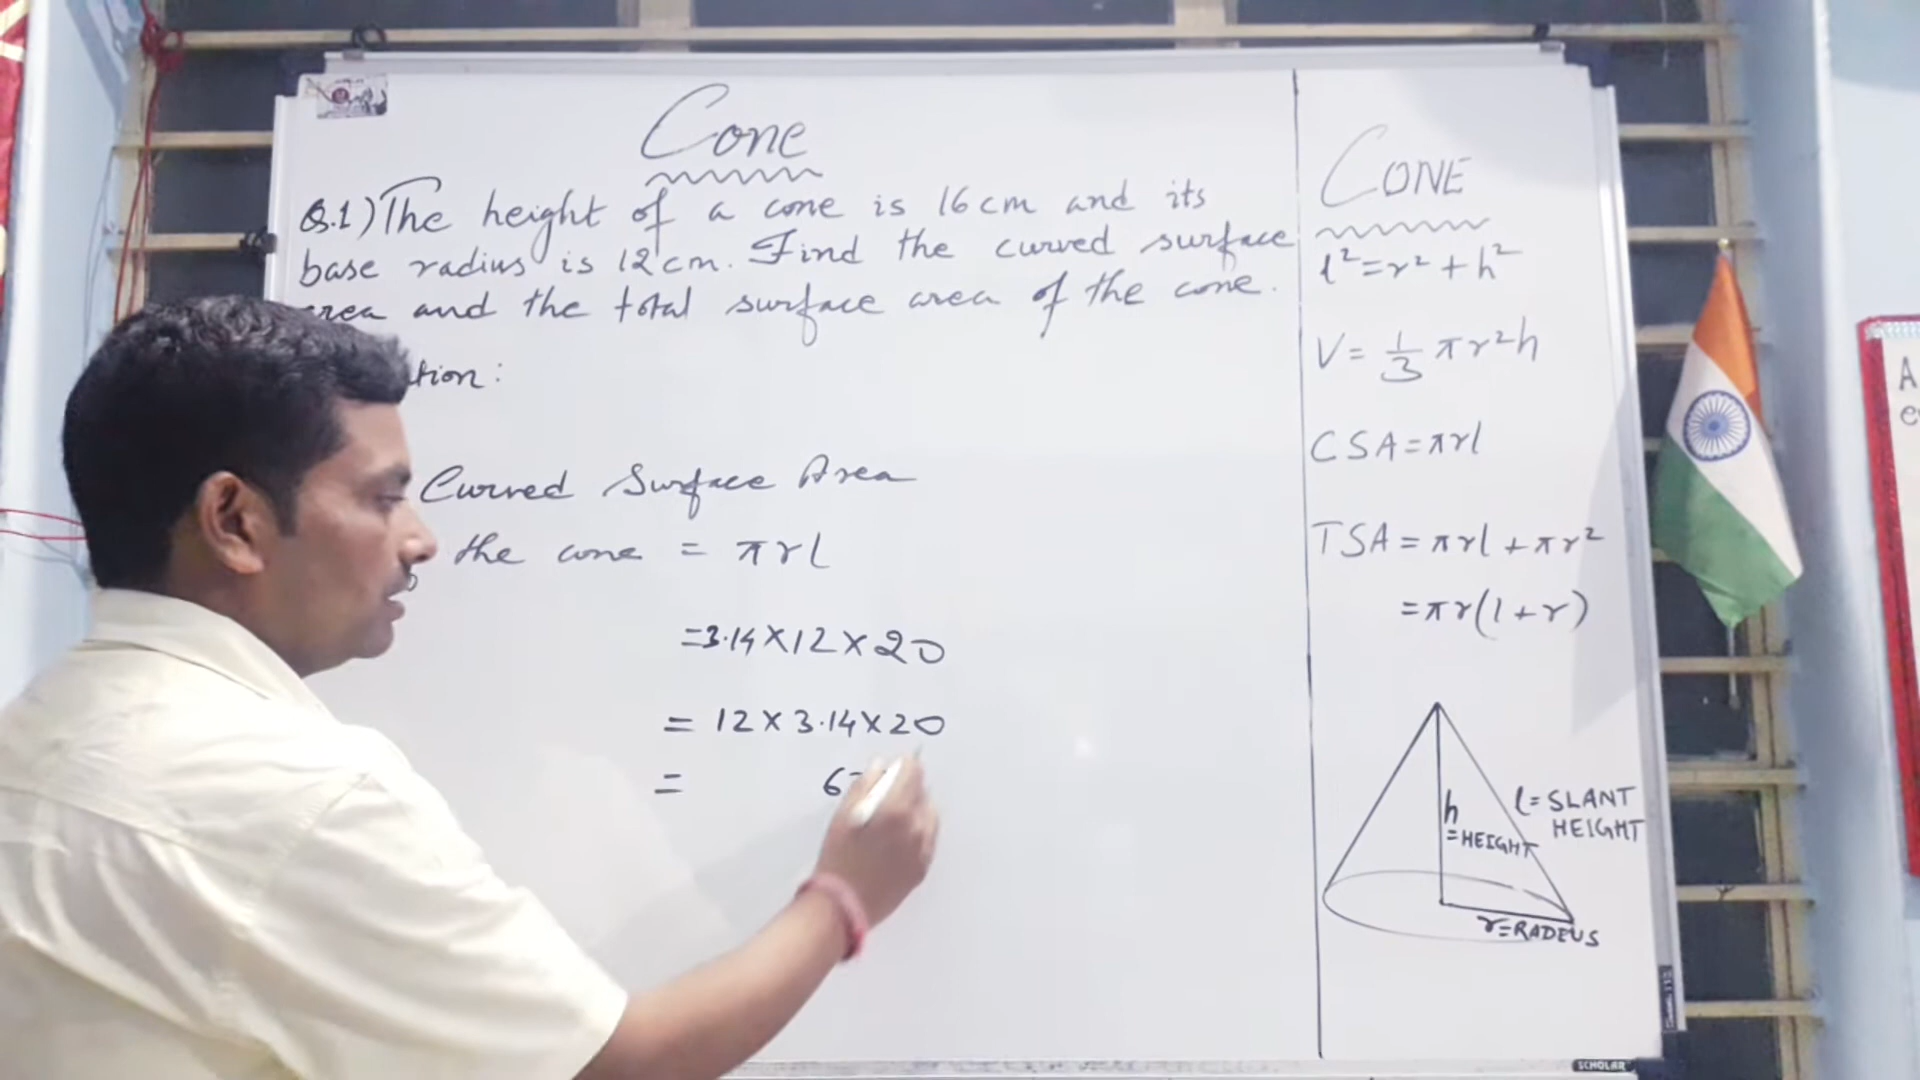 Cone
Q.1) The height of a cone is 16 cm and its
base radius is 12 cm. Find the curved surface
area and the total surface area of the cone.
tion:
Curved Surface Area
the cone = πrl
=3.14×12×20
= 12×3.14×20
= 6
CONE
l²=r²+h²
V= 1/3 πr²h
CSA=πrl
TSA=πrl+πr²
=πr(l+r)
h
=HEIGHT
l=SLANT
HEIGHT
r=RADEUS
SCHOLAR
A
e